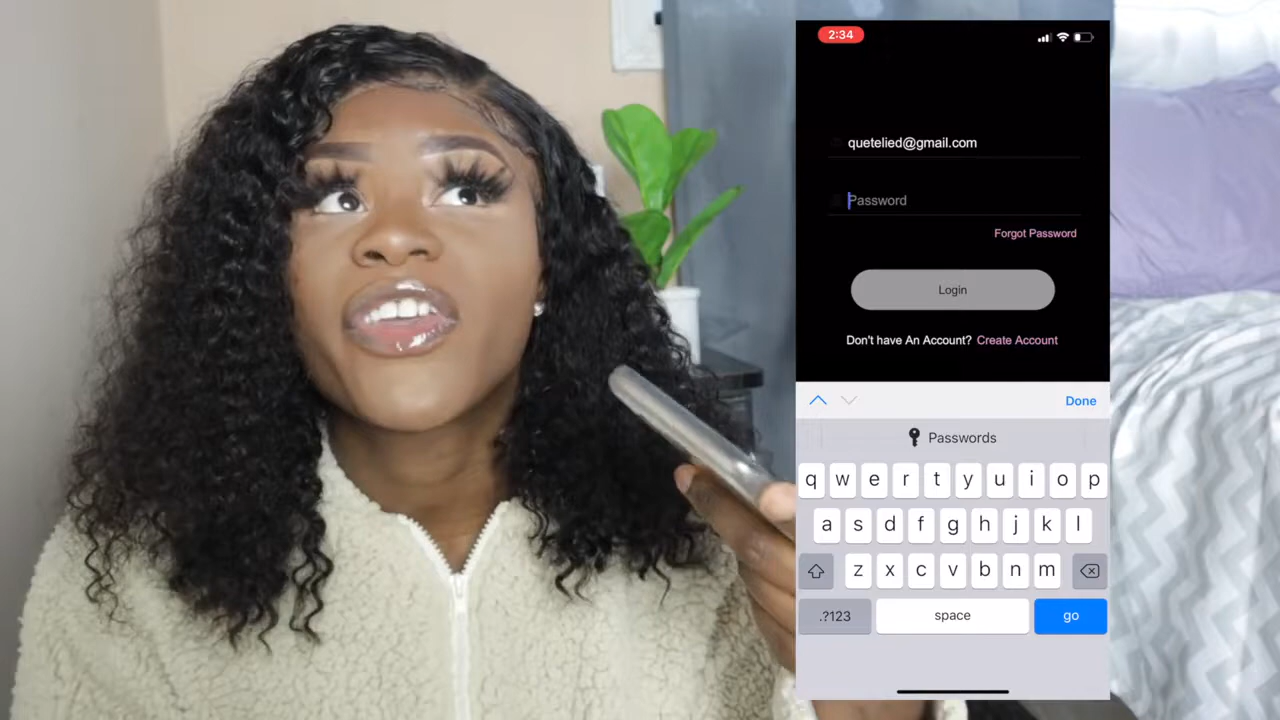 2:34
quetelied@gmail.com
Password
Forgot Password
Login
Don't have An Account? Create Account
Done
Passwords
q w e r t y u i o p
a s d f g h j k l
z x c v b n m
.?123 space go